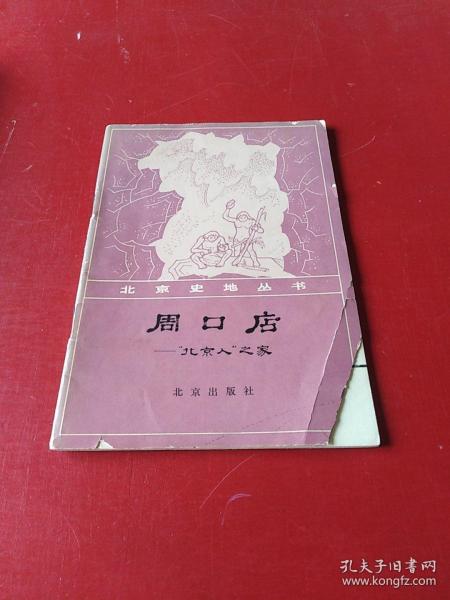 北京史地丛书
周口店
——“北京人”之家
北京出版社
孔夫子旧书网
www.kongfz.com